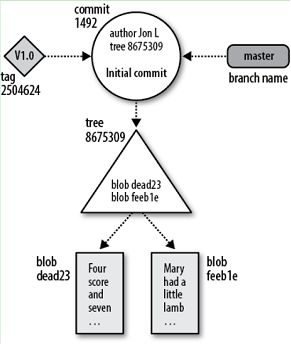 commit
1492
author Jon L
tree 8675309
Initial commit
V1.0
tag
2504624
master
branch name
tree
8675309
blob dead23
blob feeb1e
blob
dead23
Four
score
and
seven
...
Mary
had a
little
lamb
...
blob
feeb1e